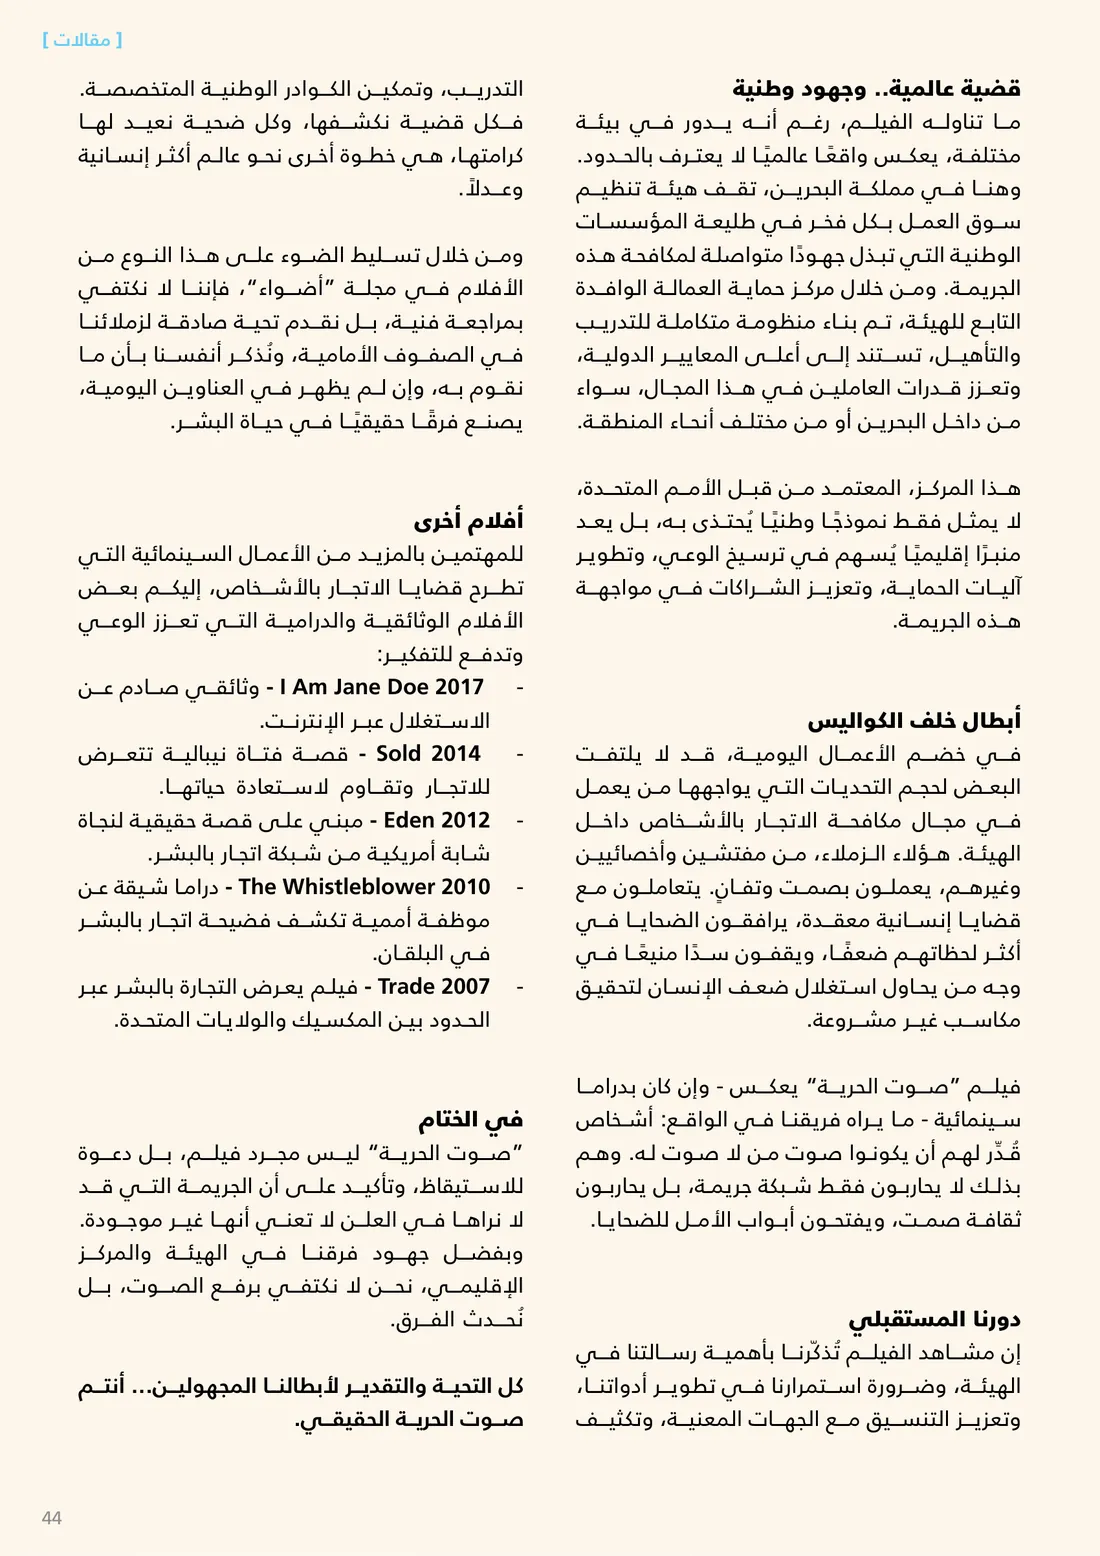 [ مقالات ]
قضية عالمية.. وجهود وطنية
ما تناوله الفيلم، رغم أنه يدور في بيئة
مختلفة، يعكس واقعًا عالميًا لا يعترف بالحدود.
وهنا في مملكة البحرين، تقف هيئة تنظيم
سوق العمل بكل فخر في طليعة المؤسسات
الوطنية التي تبذل جهودًا متواصلة لمكافحة هذه
الجريمة. ومن خلال مركز حماية العمالة الوافدة
التابع للهيئة، تم بناء منظومة متكاملة للتدريب
والتأهيل، تستند إلى أعلى المعايير الدولية،
وتعزز قدرات العاملين في هذا المجال، سواء
من داخل البحرين أو من مختلف أنحاء المنطقة.
هذا المركز، المعتمد من قبل الأمم المتحدة،
لا يمثل فقط نموذجًا وطنيًا يُحتذى به، بل يعد
منبرًا إقليميًا يُسهم في ترسيخ الوعي، وتطوير
آليات الحماية، وتعزيز الشراكات في مواجهة
هذه الجريمة.
أبطال خلف الكواليس
في خضم الأعمال اليومية، قد لا يلتفت
البعض لحجم التحديات التي يواجهها من يعمل
في مجال مكافحة الاتجار بالأشخاص داخل
الهيئة. هؤلاء الزملاء، من مفتشين وأخصائيين
وغيرهم، يعملون بصمت وتفانٍ. يتعاملون مع
قضايا إنسانية معقدة، يرافقون الضحايا في
أكثر لحظاتهم ضعفًا، ويقفون سدًا منيعًا في
وجه من يحاول استغلال ضعف الإنسان لتحقيق
مكاسب غير مشروعة.
فيلم ”صوت الحرية“ يعكس - وإن كان بدراما
سينمائية - ما يراه فريقنا في الواقع: أشخاص
قُدِّر لهم أن يكونوا صوت من لا صوت له. وهم
بذلك لا يحاربون فقط شبكة جريمة، بل يحاربون
ثقافة صمت، ويفتحون أبواب الأمل للضحايا.
دورنا المستقبلي
إن مشاهد الفيلم تُذكّرنا بأهمية رسالتنا في
الهيئة، وضرورة استمرارنا في تطوير أدواتنا،
وتعزيز التنسيق مع الجهات المعنية، وتكثيف
التدريب، وتمكين الكوادر الوطنية المتخصصة.
فكل قضية نكشفها، وكل ضحية نعيد لها
كرامتها، هي خطوة أخرى نحو عالم أكثر إنسانية
وعدلاً.
ومن خلال تسليط الضوء على هذا النوع من
الأفلام في مجلة ”أضواء“، فإننا لا نكتفي
بمراجعة فنية، بل نقدم تحية صادقة لزملائنا
في الصفوف الأمامية، ونُذكر أنفسنا بأن ما
نقوم به، وإن لم يظهر في العناوين اليومية،
يصنع فرقًا حقيقيًا في حياة البشر.
أفلام أخرى
للمهتمين بالمزيد من الأعمال السينمائية التي
تطرح قضايا الاتجار بالأشخاص، إليكم بعض
الأفلام الوثائقية والدرامية التي تعزز الوعي
وتدفع للتفكير:
- I Am Jane Doe 2017 - وثائقي صادم عن
الاستغلال عبر الإنترنت.
- Sold 2014 - قصة فتاة نيبالية تتعرض
للاتجار وتقاوم لاستعادة حياتها.
- Eden 2012 - مبني على قصة حقيقية لنجاة
شابة أمريكية من شبكة اتجار بالبشر.
- The Whistleblower 2010 - دراما شيقة عن
موظفة أممية تكشف فضيحة اتجار بالبشر
في البلقان.
- Trade 2007 - فيلم يعرض التجارة بالبشر عبر
الحدود بين المكسيك والولايات المتحدة.
في الختام
”صوت الحرية“ ليس مجرد فيلم، بل دعوة
للاستيقاظ، وتأكيد على أن الجريمة التي قد
لا نراها في العلن لا تعني أنها غير موجودة.
وبفضل جهود فرقنا في الهيئة والمركز
الإقليمي، نحن لا نكتفي برفع الصوت، بل
نُحدث الفرق.
كل التحية والتقدير لأبطالنا المجهولين... أنتم
صوت الحرية الحقيقي.
44